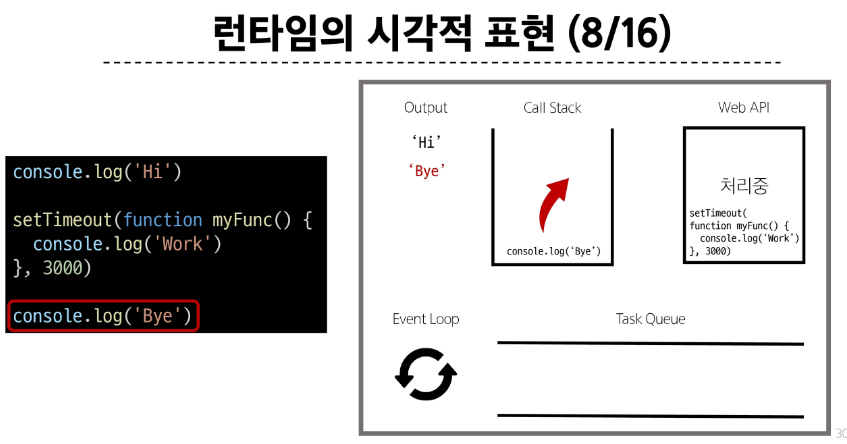 런타임의 시각적 표현 (8/16)
console.log('Hi')
setTimeout(function myFunc() {
console.log('Work')
}, 3000)
console.log('Bye')
Output
‘Hi’
‘Bye’
Call Stack
console.log(‘Bye’)
Web API
처리중
setTimeout(
function myFunc() {
console.log(‘Work’)
}, 3000)
Event Loop
Task Queue
30